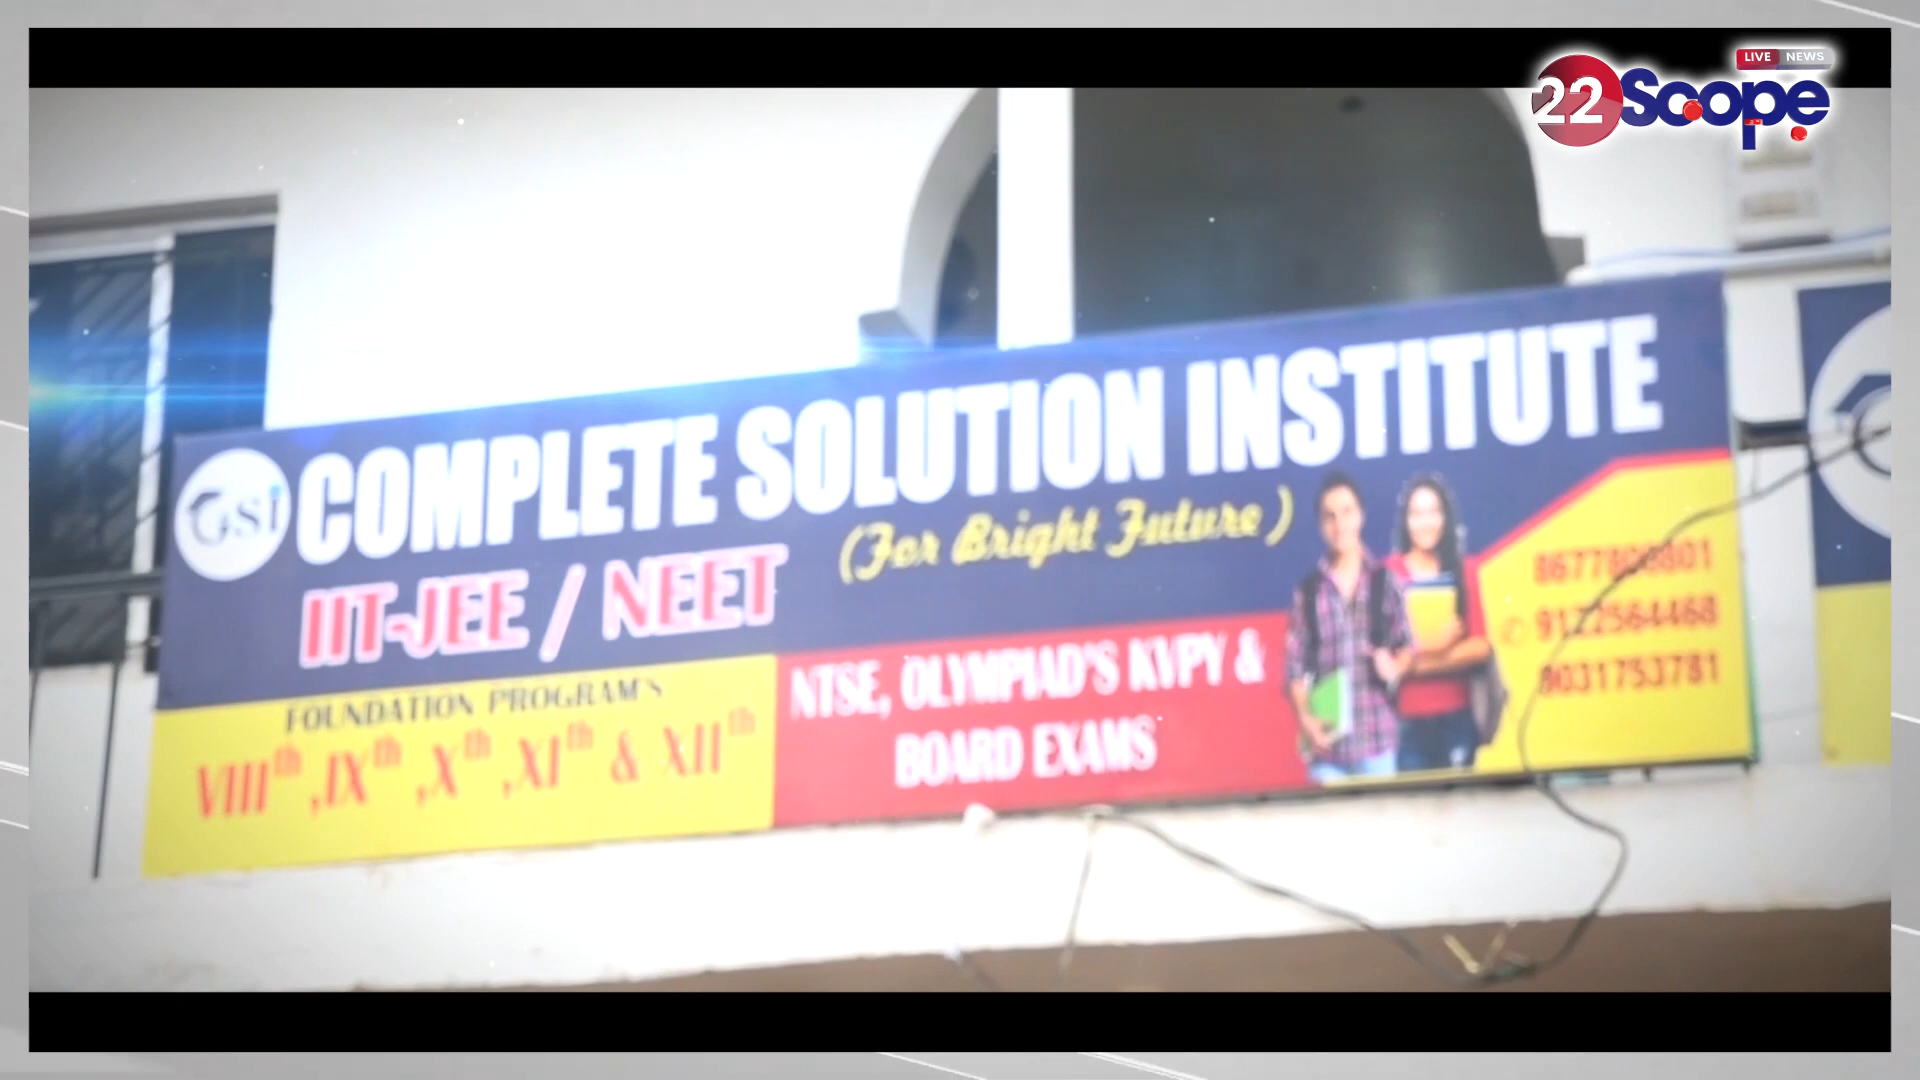 LIVE NEWS
22Scope
CSI COMPLETE SOLUTION INSTITUTE
(For Bright Future)
IIT-JEE / NEET
FOUNDATION PROGRAM'S
VIIIth ,IXth ,Xth ,XIth & XIIth
NTSE, OLYMPIAD'S KVPY &
BOARD EXAMS
9122564468
9031753781